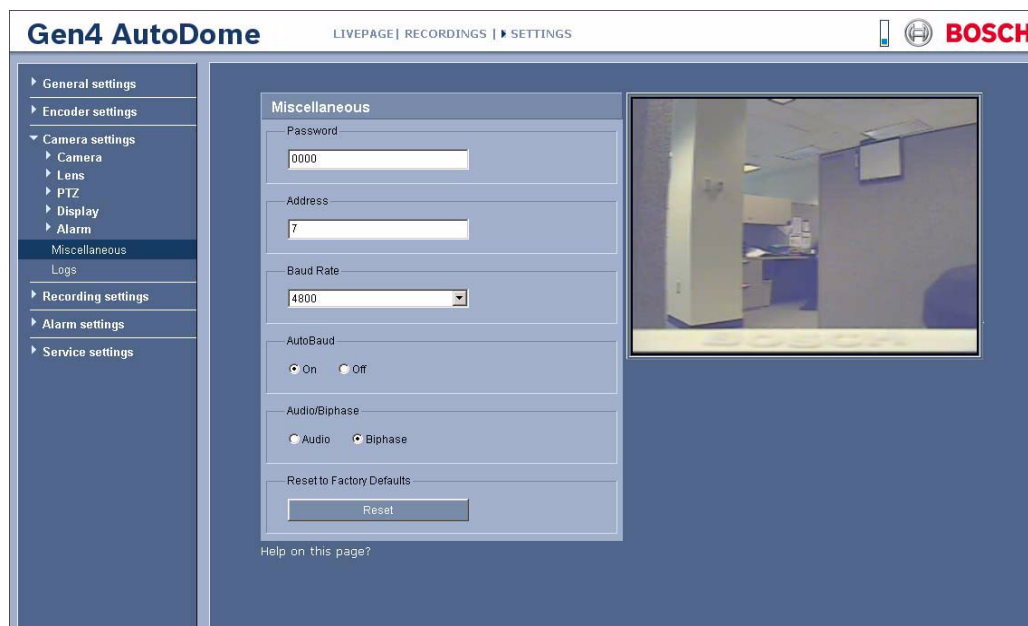 Gen4 AutoDome
LIVEPAGE| RECORDINGS | SETTINGS
BOSCH
General settings
Encoder settings
Camera settings
Camera
Lens
PTZ
Display
Alarm
Miscellaneous
Logs
Recording settings
Alarm settings
Service settings
Miscellaneous
Password
0000
Address
7
Baud Rate
4800
AutoBaud
On Off
Audio/Biphase
Audio Biphase
Reset to Factory Defaults
Reset
Help on this page?
BOSCH